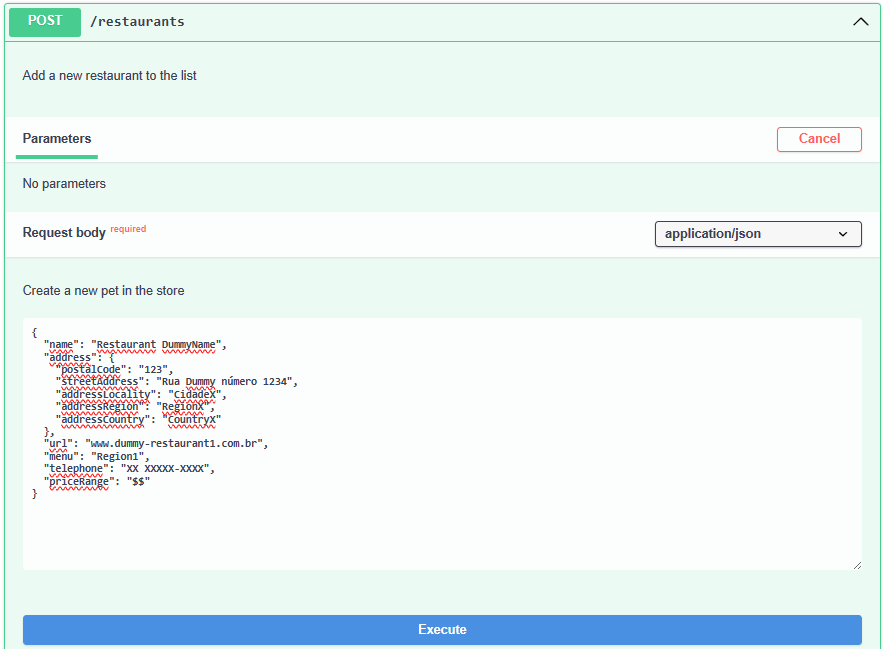 POST /restaurants
Add a new restaurant to the list
Parameters Cancel
No parameters
Request body required application/json
Create a new pet in the store
{
"name": "Restaurant DummyName",
"address": {
"postalCode": "123",
"streetAddress": "Rua Dummy número 1234",
"addressLocality": "CidadeX",
"addressRegion": "RegionX",
"addressCountry": "CountryX"
},
"url": "www.dummy-restaurant1.com.br",
"menu": "Region1",
"telephone": "XX XXXXX-XXXX",
"priceRange": "$$"
}
Execute